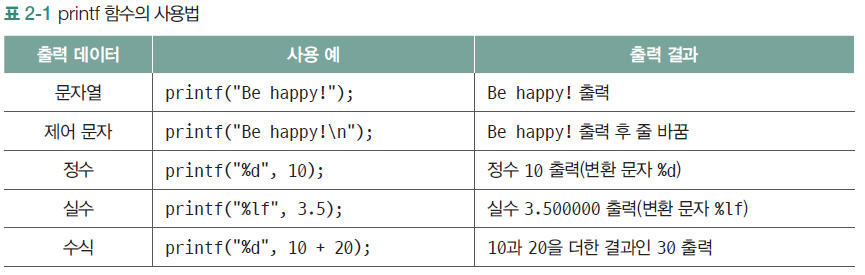 표 2-1 printf 함수의 사용법
출력 데이터 사용 예 출력 결과
문자열 printf("Be happy!"); Be happy! 출력
제어 문자 printf("Be happy!\n"); Be happy! 출력 후 줄 바꿈
정수 printf("%d", 10); 정수 10 출력(변환 문자 %d)
실수 printf("%lf", 3.5); 실수 3.500000 출력(변환 문자 %lf)
수식 printf("%d", 10 + 20); 10과 20을 더한 결과인 30 출력